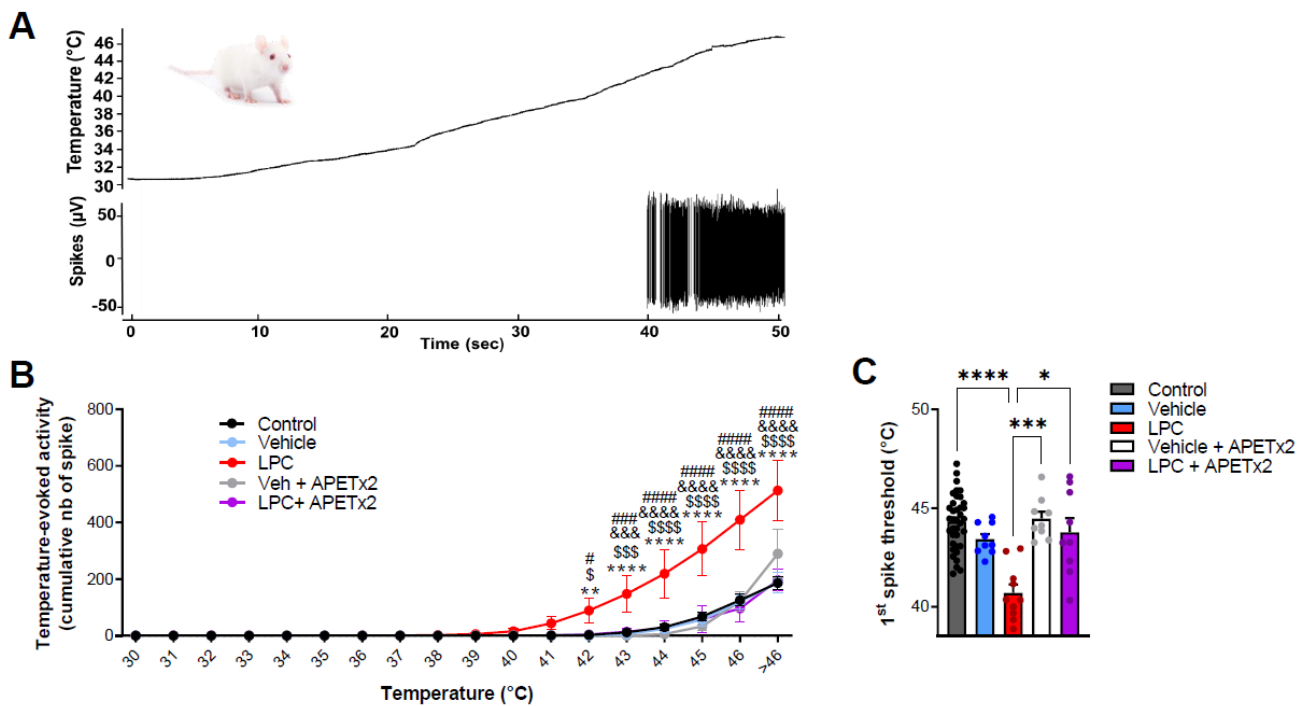 A
Temperature (°C)
46
44
42
40
38
36
34
32
30
Spikes (µV)
50
0
-50
0 10 20 30 40 50
Time (sec)
B
Temperature-evoked activity
(cumulative nb of spike)
800
600
400
200
0
Control
Vehicle
LPC
Veh + APETx2
LPC+ APETx2
#
$
**
###
&&&
$$$
****
####
&&&&
$$$$
****
####
&&&&
$$$$
****
####
&&&&
$$$$
****
####
&&&&
$$$$
****
30 31 32 33 34 35 36 37 38 39 40 41 42 43 44 45 46 >46
Temperature (°C)
C
1st spike threshold (°C)
50
45
40
**** *
***
Control
Vehicle
LPC
Vehicle + APETx2
LPC + APETx2